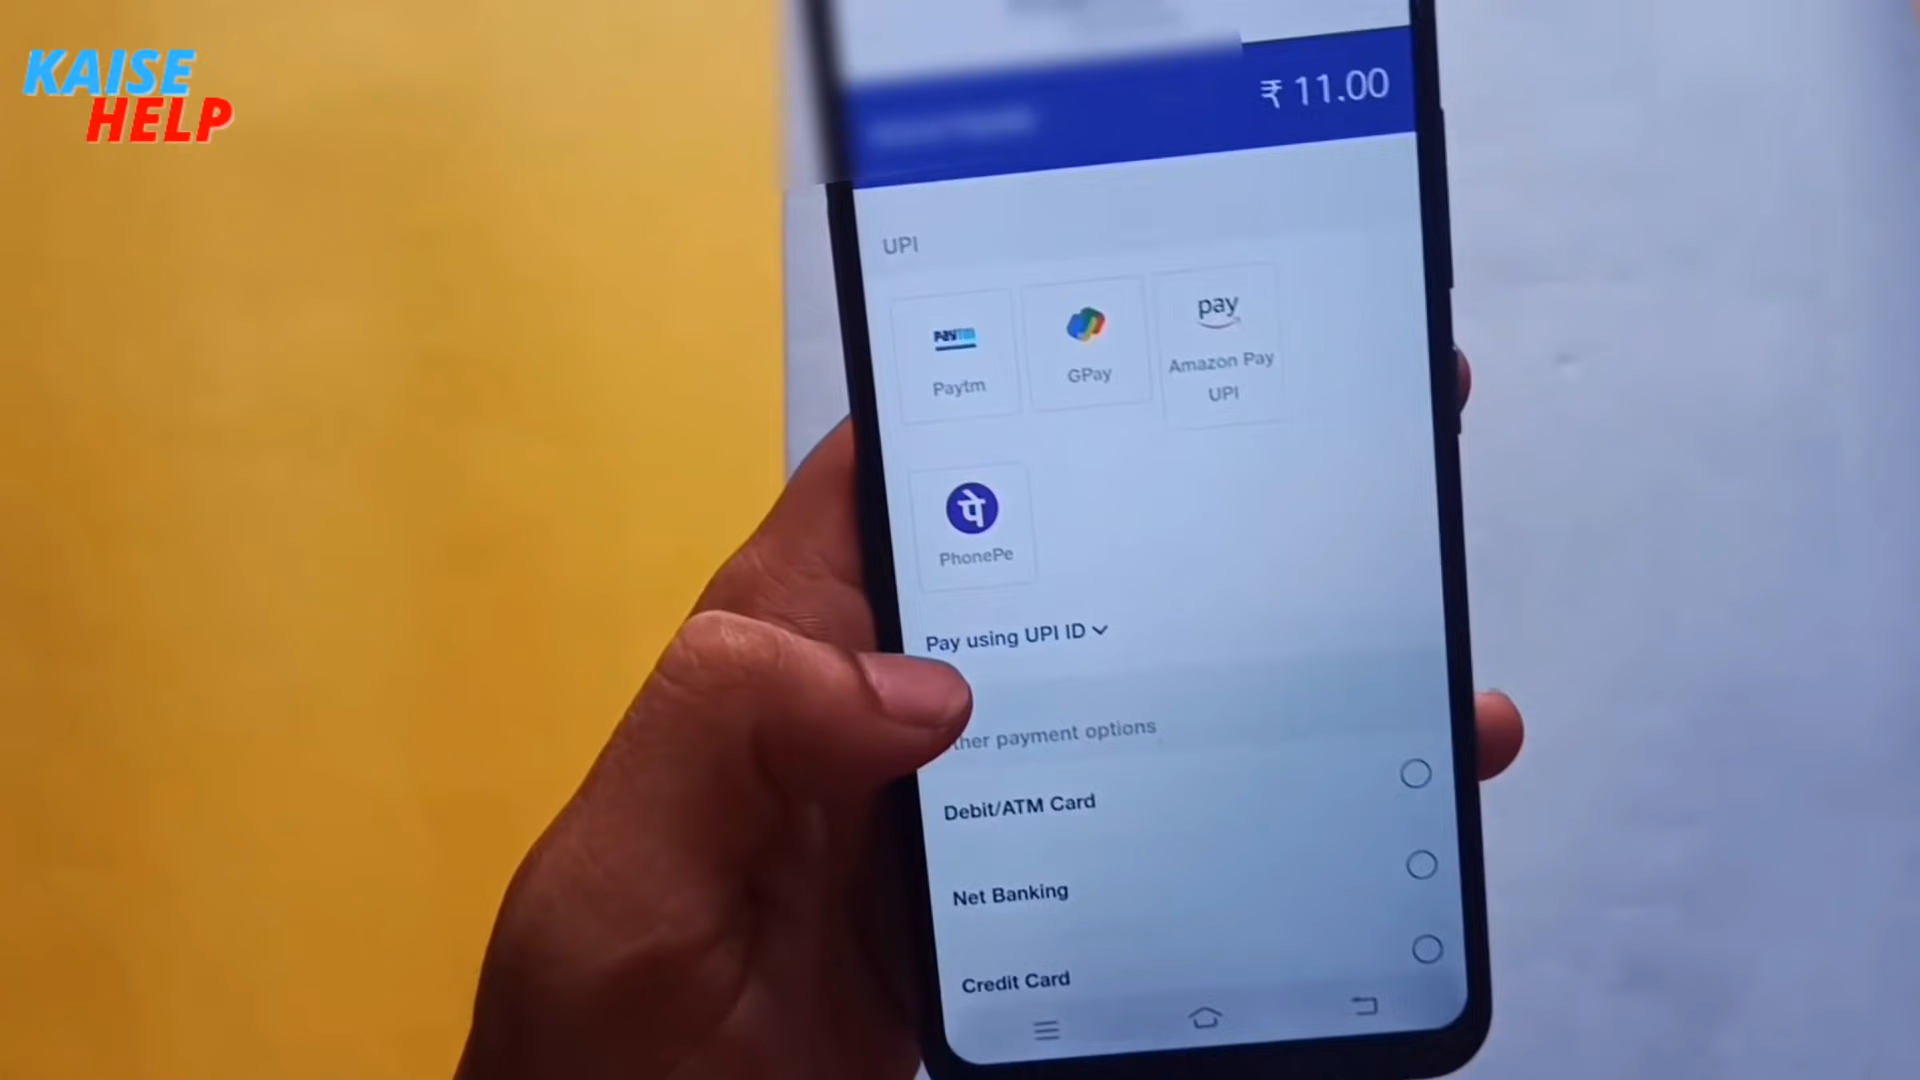 KAISE
HELP
₹ 11.00
UPI
Paytm
Paytm
GPay
pay
Amazon Pay
UPI
पे
PhonePe
Pay using UPI ID
ther payment options
Debit/ATM Card
Net Banking
Credit Card